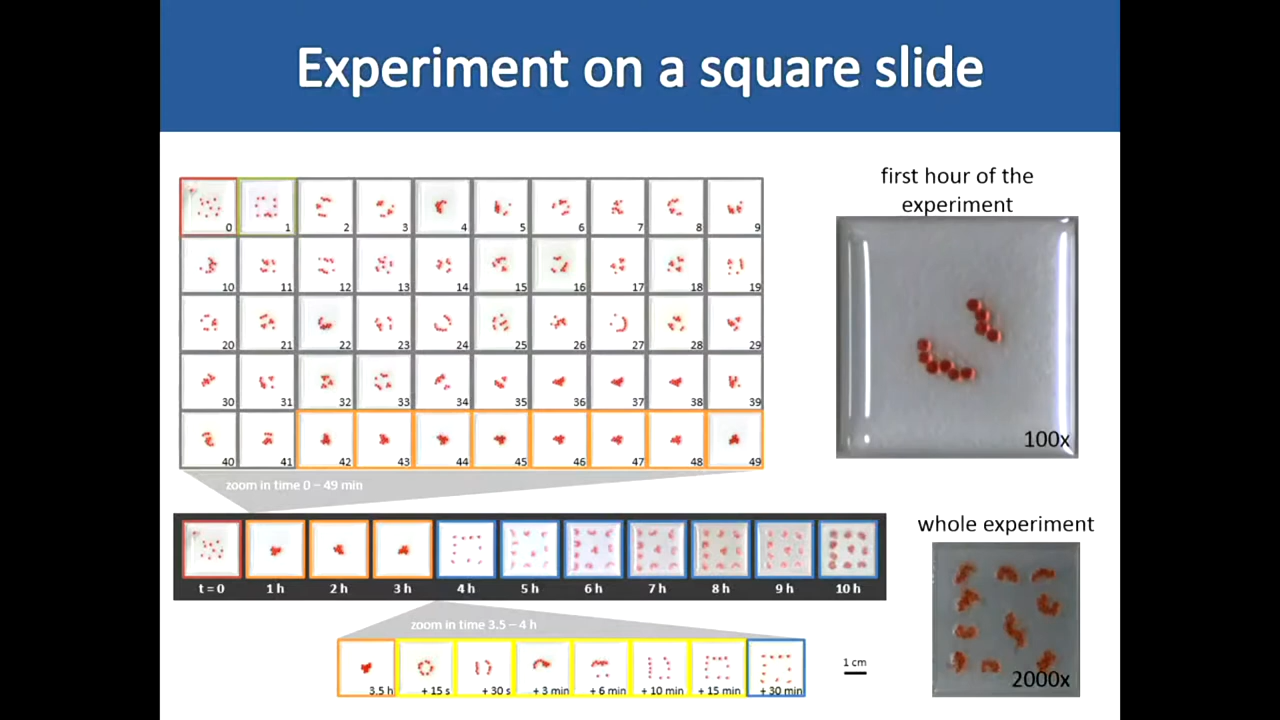 Experiment on a square slide
first hour of the
experiment
0 1 2 3 4 5 6 7 8 9
10 11 12 13 14 15 16 17 18 19
20 21 22 23 24 25 26 27 28 29
30 31 32 33 34 35 36 37 38 39
40 41 42 43 44 45 46 47 48 49
100x
zoom in time 0 – 49 min
t = 0 1 h 2 h 3 h 4 h 5 h 6 h 7 h 8 h 9 h 10 h
zoom in time 3.5 – 4 h
3.5 h + 15 s + 30 s + 3 min + 6 min + 10 min + 15 min + 30 min
1 cm
whole experiment
2000x